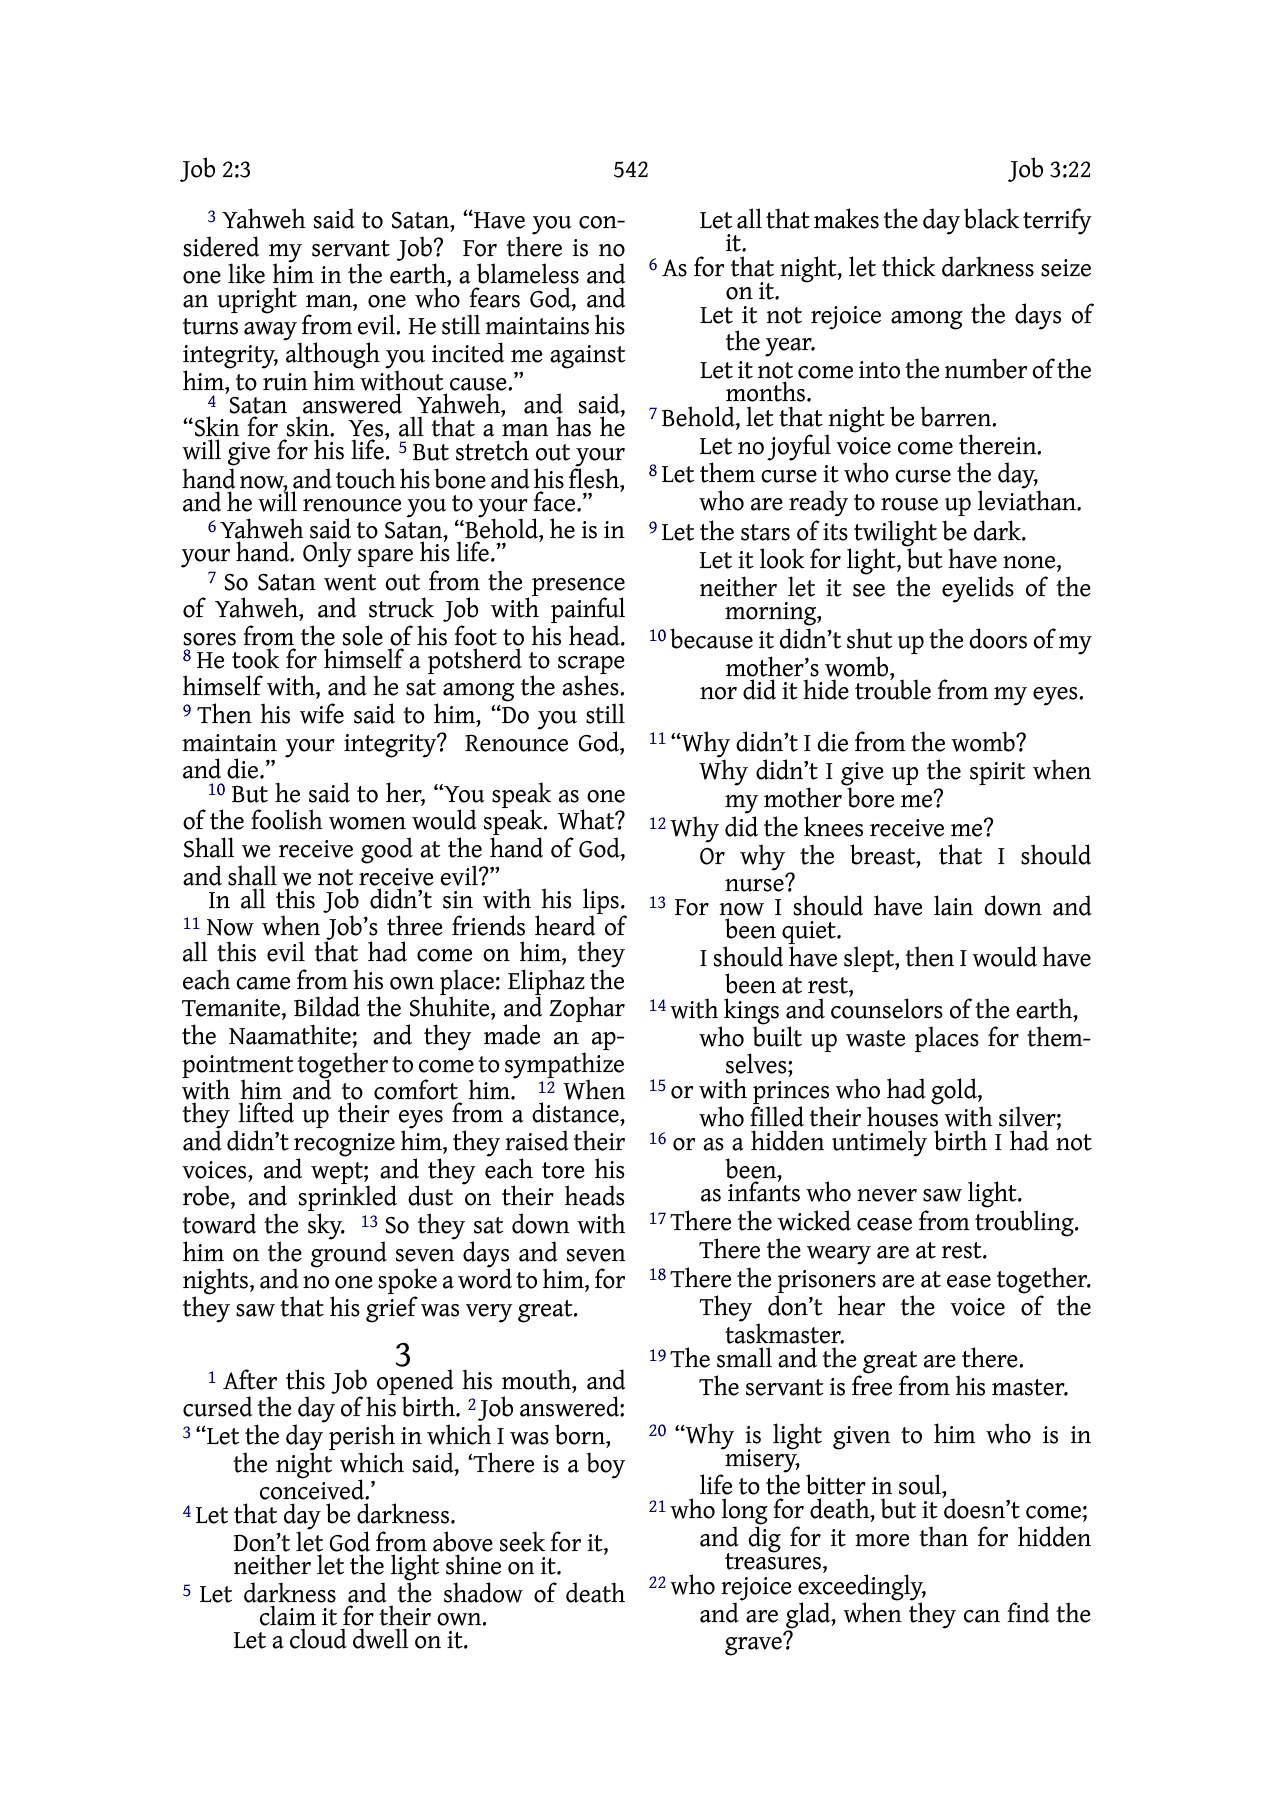 Job 2:3 542 Job 3:22
3 Yahweh said to Satan, “Have you con-
sidered my servant Job? For there is no
one like him in the earth, a blameless and
an upright man, one who fears God, and
turns away from evil. He still maintains his
integrity, although you incited me against
him, to ruin him without cause.”
4 Satan answered Yahweh, and said,
“Skin for skin. Yes, all that a man has he
will give for his life. 5 But stretch out your
hand now, and touch his bone and his flesh,
and he will renounce you to your face.”
6 Yahweh said to Satan, “Behold, he is in
your hand. Only spare his life.”
7 So Satan went out from the presence
of Yahweh, and struck Job with painful
sores from the sole of his foot to his head.
8 He took for himself a potsherd to scrape
himself with, and he sat among the ashes.
9 Then his wife said to him, “Do you still
maintain your integrity? Renounce God,
and die.”
10 But he said to her, “You speak as one
of the foolish women would speak. What?
Shall we receive good at the hand of God,
and shall we not receive evil?”
In all this Job didn’t sin with his lips.
11 Now when Job’s three friends heard of
all this evil that had come on him, they
each came from his own place: Eliphaz the
Temanite, Bildad the Shuhite, and Zophar
the Naamathite; and they made an ap-
pointment together to come to sympathize
with him and to comfort him. 12 When
they lifted up their eyes from a distance,
and didn’t recognize him, they raised their
voices, and wept; and they each tore his
robe, and sprinkled dust on their heads
toward the sky. 13 So they sat down with
him on the ground seven days and seven
nights, and no one spoke a word to him, for
they saw that his grief was very great.
3
1 After this Job opened his mouth, and
cursed the day of his birth. 2 Job answered:
3 “Let the day perish in which I was born,
the night which said, ‘There is a boy
conceived.’
4 Let that day be darkness.
Don’t let God from above seek for it,
neither let the light shine on it.
5 Let darkness and the shadow of death
claim it for their own.
Let a cloud dwell on it.
Let all that makes the day black terrify
it.
6 As for that night, let thick darkness seize
on it.
Let it not rejoice among the days of
the year.
Let it not come into the number of the
months.
7 Behold, let that night be barren.
Let no joyful voice come therein.
8 Let them curse it who curse the day,
who are ready to rouse up leviathan.
9 Let the stars of its twilight be dark.
Let it look for light, but have none,
neither let it see the eyelids of the
morning,
10 because it didn’t shut up the doors of my
mother’s womb,
nor did it hide trouble from my eyes.
11 “Why didn’t I die from the womb?
Why didn’t I give up the spirit when
my mother bore me?
12 Why did the knees receive me?
Or why the breast, that I should
nurse?
13 For now I should have lain down and
been quiet.
I should have slept, then I would have
been at rest,
14 with kings and counselors of the earth,
who built up waste places for them-
selves;
15 or with princes who had gold,
who filled their houses with silver;
16 or as a hidden untimely birth I had not
been,
as infants who never saw light.
17 There the wicked cease from troubling.
There the weary are at rest.
18 There the prisoners are at ease together.
They don’t hear the voice of the
taskmaster.
19 The small and the great are there.
The servant is free from his master.
20 “Why is light given to him who is in
misery,
life to the bitter in soul,
21 who long for death, but it doesn’t come;
and dig for it more than for hidden
treasures,
22 who rejoice exceedingly,
and are glad, when they can find the
grave?